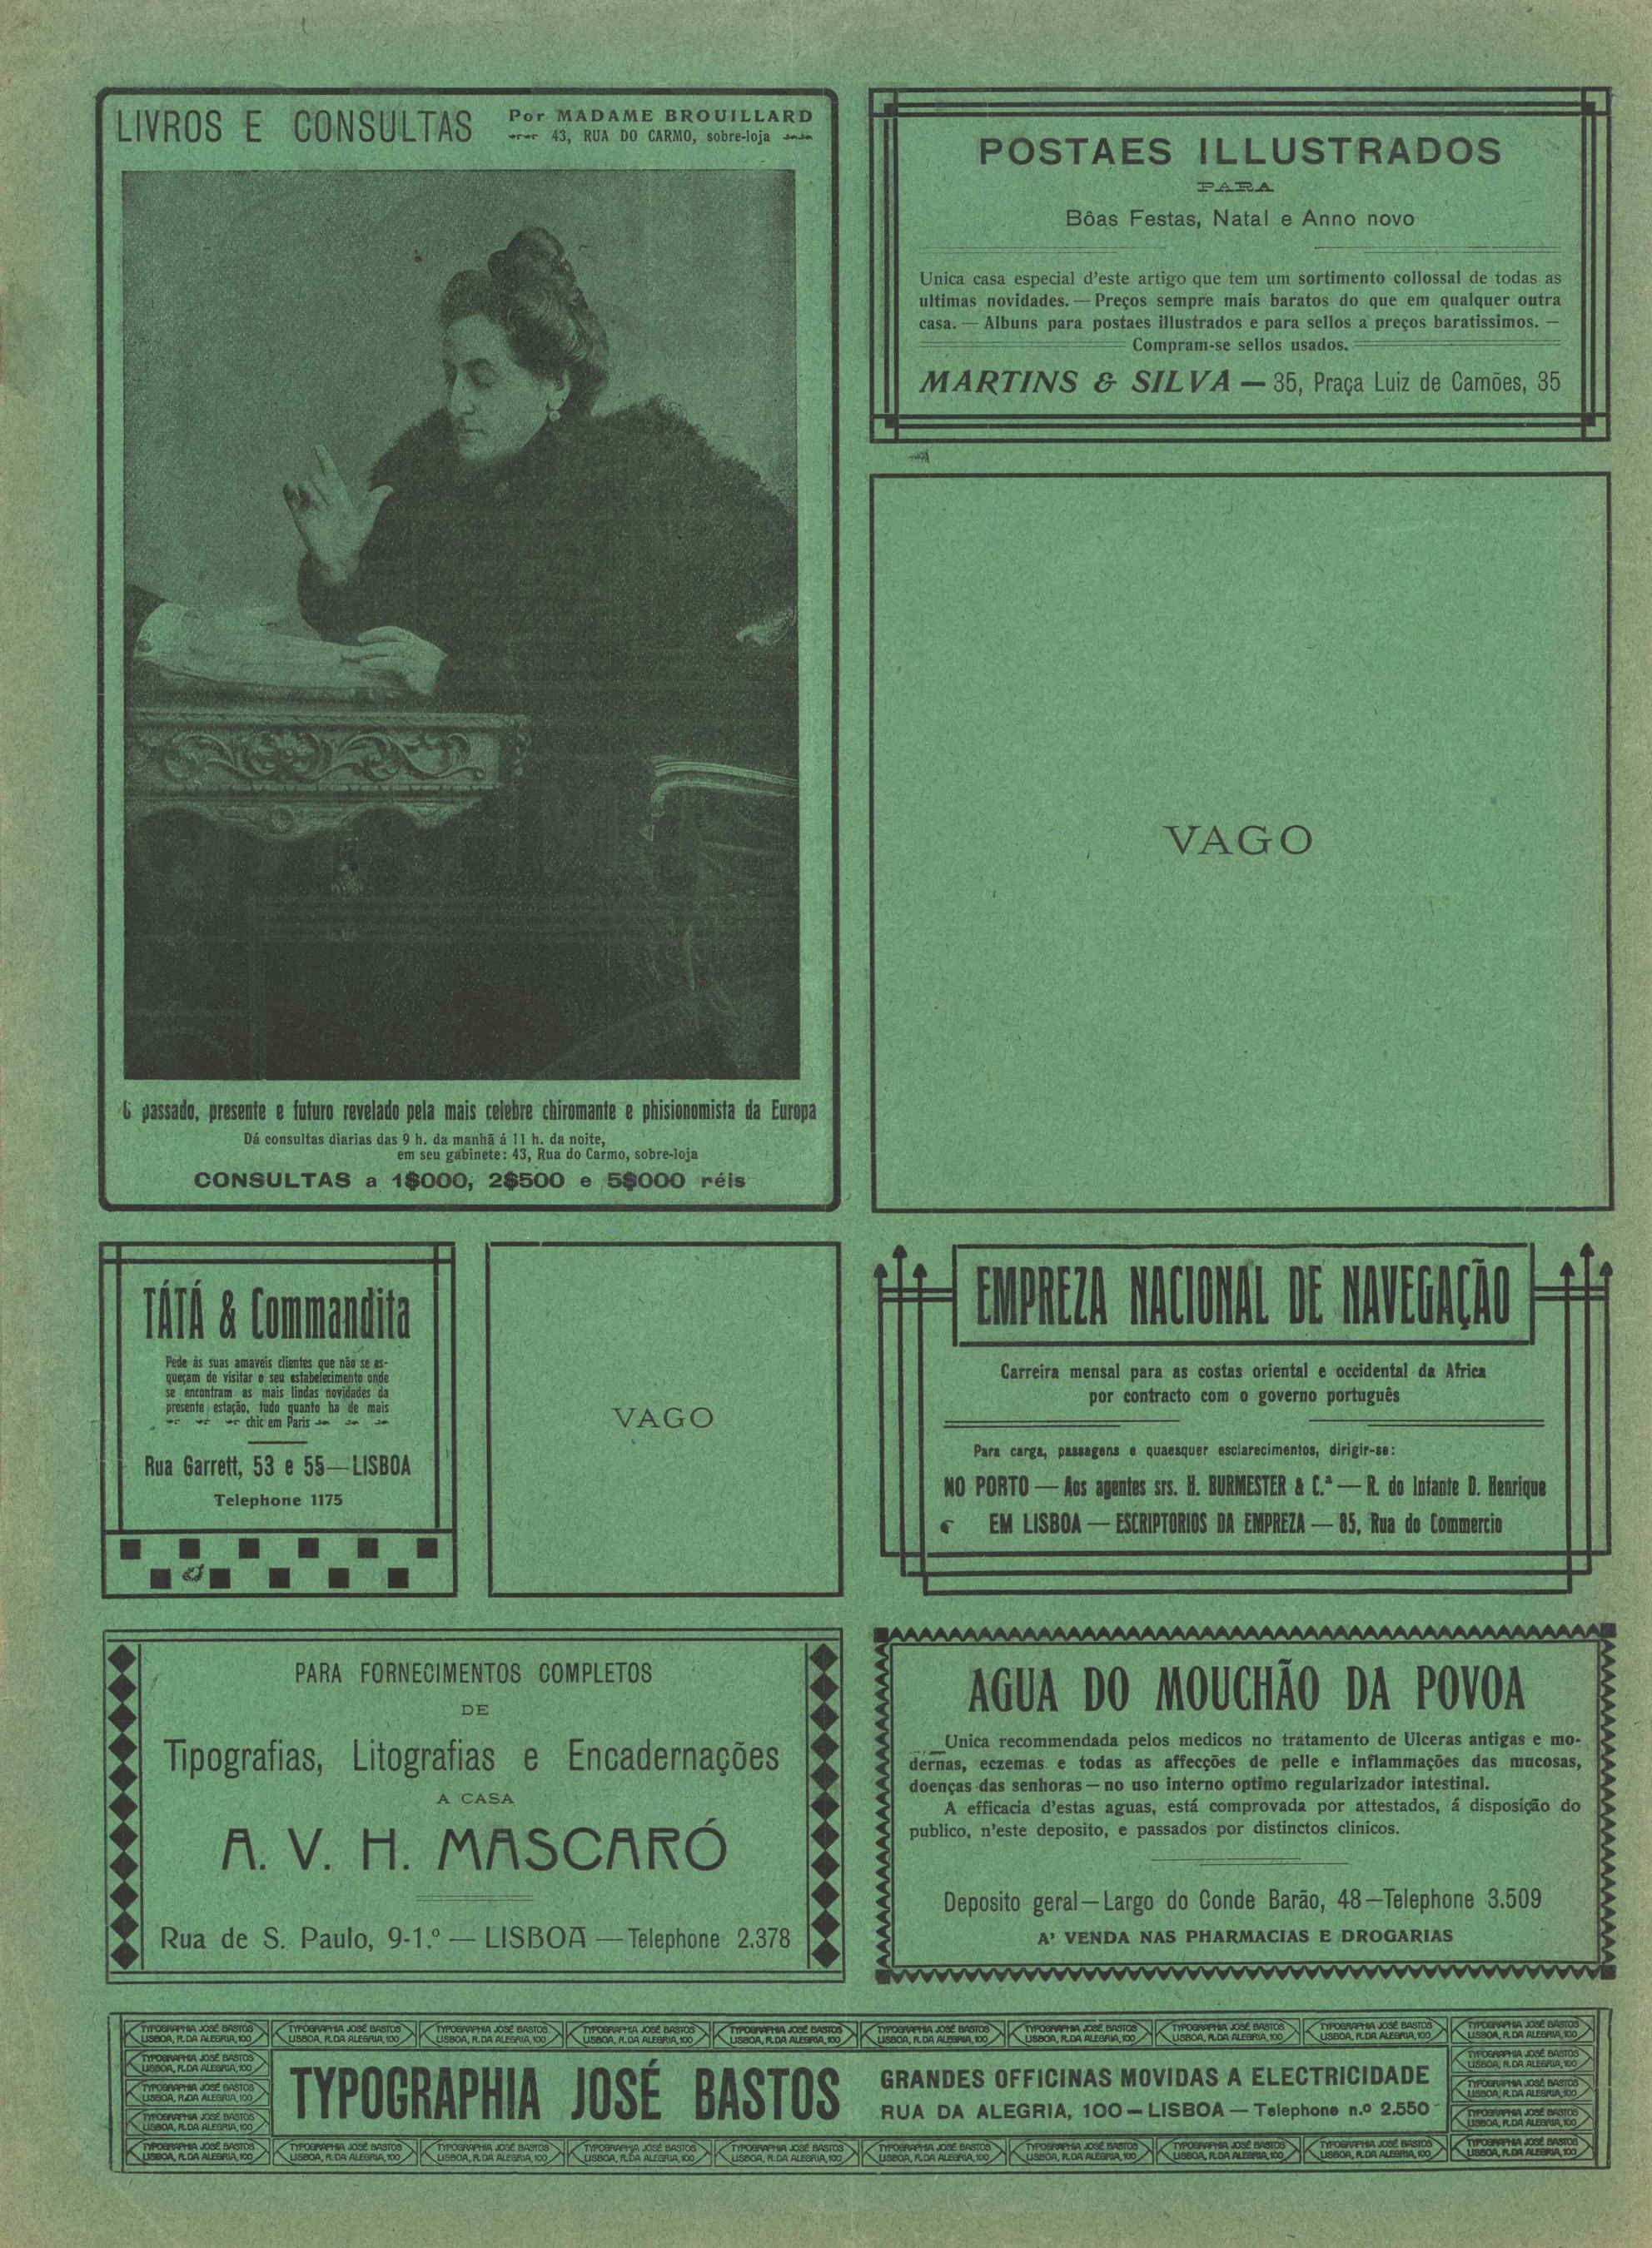 LIVROS E CONSULTAS
Por MADAME BROUILLARD
43, RUA DO CARMO, sobre-loja
O passado, presente e futuro revelado pela mais celebre chiromante e phisionomista da Europa
Dá consultas diarias das 9 h. da manhã á 11 h. da noite,
em seu gabinete: 43, Rua do Carmo, sobre-loja
CONSULTAS a 1$000, 2$500 e 5$000 réis
POSTAES ILLUSTRADOS
PARA
Bôas Festas, Natal e Anno novo
Unica casa especial d'este artigo que tem um sortimento collossal de todas as
ultimas novidades. — Preços sempre mais baratos do que em qualquer outra
casa. — Albuns para postaes illustrados e para sellos a preços baratissimos. —
Compram-se sellos usados.
MARTINS & SILVA — 35, Praça Luiz de Camões, 35
VAGO
TÁTÁ & Commandita
Pede ás suas amaveis clientes que não se es-
queçam de visitar o seu estabelecimento onde
se encontram as mais lindas novidades da
presente estação, tudo quanto ha de mais
chic em Paris
Rua Garrett, 53 e 55—LISBOA
Telephone 1175
VAGO
EMPREZA NACIONAL DE NAVEGAÇÃO
Carreira mensal para as costas oriental e occidental da Africa
por contracto com o governo português
Para carga, passagens e quaesquer esclarecimentos, dirigir-se:
NO PORTO — Aos agentes srs. H. BURMESTER & C.ª — R. do Infante D. Henrique
EM LISBOA — ESCRIPTORIOS DA EMPREZA — 85, Rua do Commercio
PARA FORNECIMENTOS COMPLETOS
DE
Tipografias, Litografias e Encadernações
A CASA
A. V. H. MASCARÓ
Rua de S. Paulo, 9-1.º — LISBOA — Telephone 2.378
AGUA DO MOUCHÃO DA POVOA
Unica recommendada pelos medicos no tratamento de Ulceras antigas e mo-
dernas, eczemas e todas as affecções de pelle e inflammações das mucosas,
doenças das senhoras — no uso interno optimo regularizador intestinal.
A efficacia d'estas aguas, está comprovada por attestados, á disposição do
publico, n'este deposito, e passados por distinctos clinicos.
Deposito geral—Largo do Conde Barão, 48—Telephone 3.509
A' VENDA NAS PHARMACIAS E DROGARIAS
TYPOGRAPHIA JOSÉ BASTOS
LISBOA, R. DA ALEGRIA, 100
TYPOGRAPHIA JOSÉ BASTOS
GRANDES OFFICINAS MOVIDAS A ELECTRICIDADE
RUA DA ALEGRIA, 100 — LISBOA — Telephone n.º 2.550